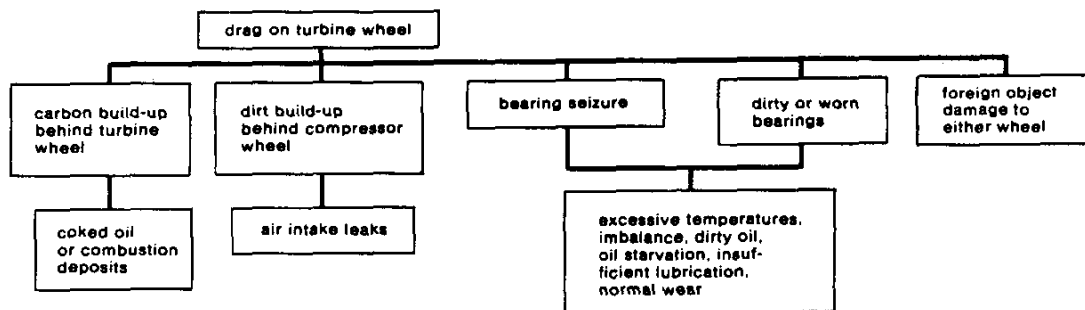 drag on turbine wheel
carbon build-up
behind turbine
wheel
dirt build-up
behind compressor
wheel
bearing seizure
dirty or worn
bearings
foreign object
damage to
either wheel
coked oil
or combustion
deposits
air intake leaks
excessive temperatures,
imbalance, dirty oil,
oil starvation, insuf-
ficient lubrication,
normal wear